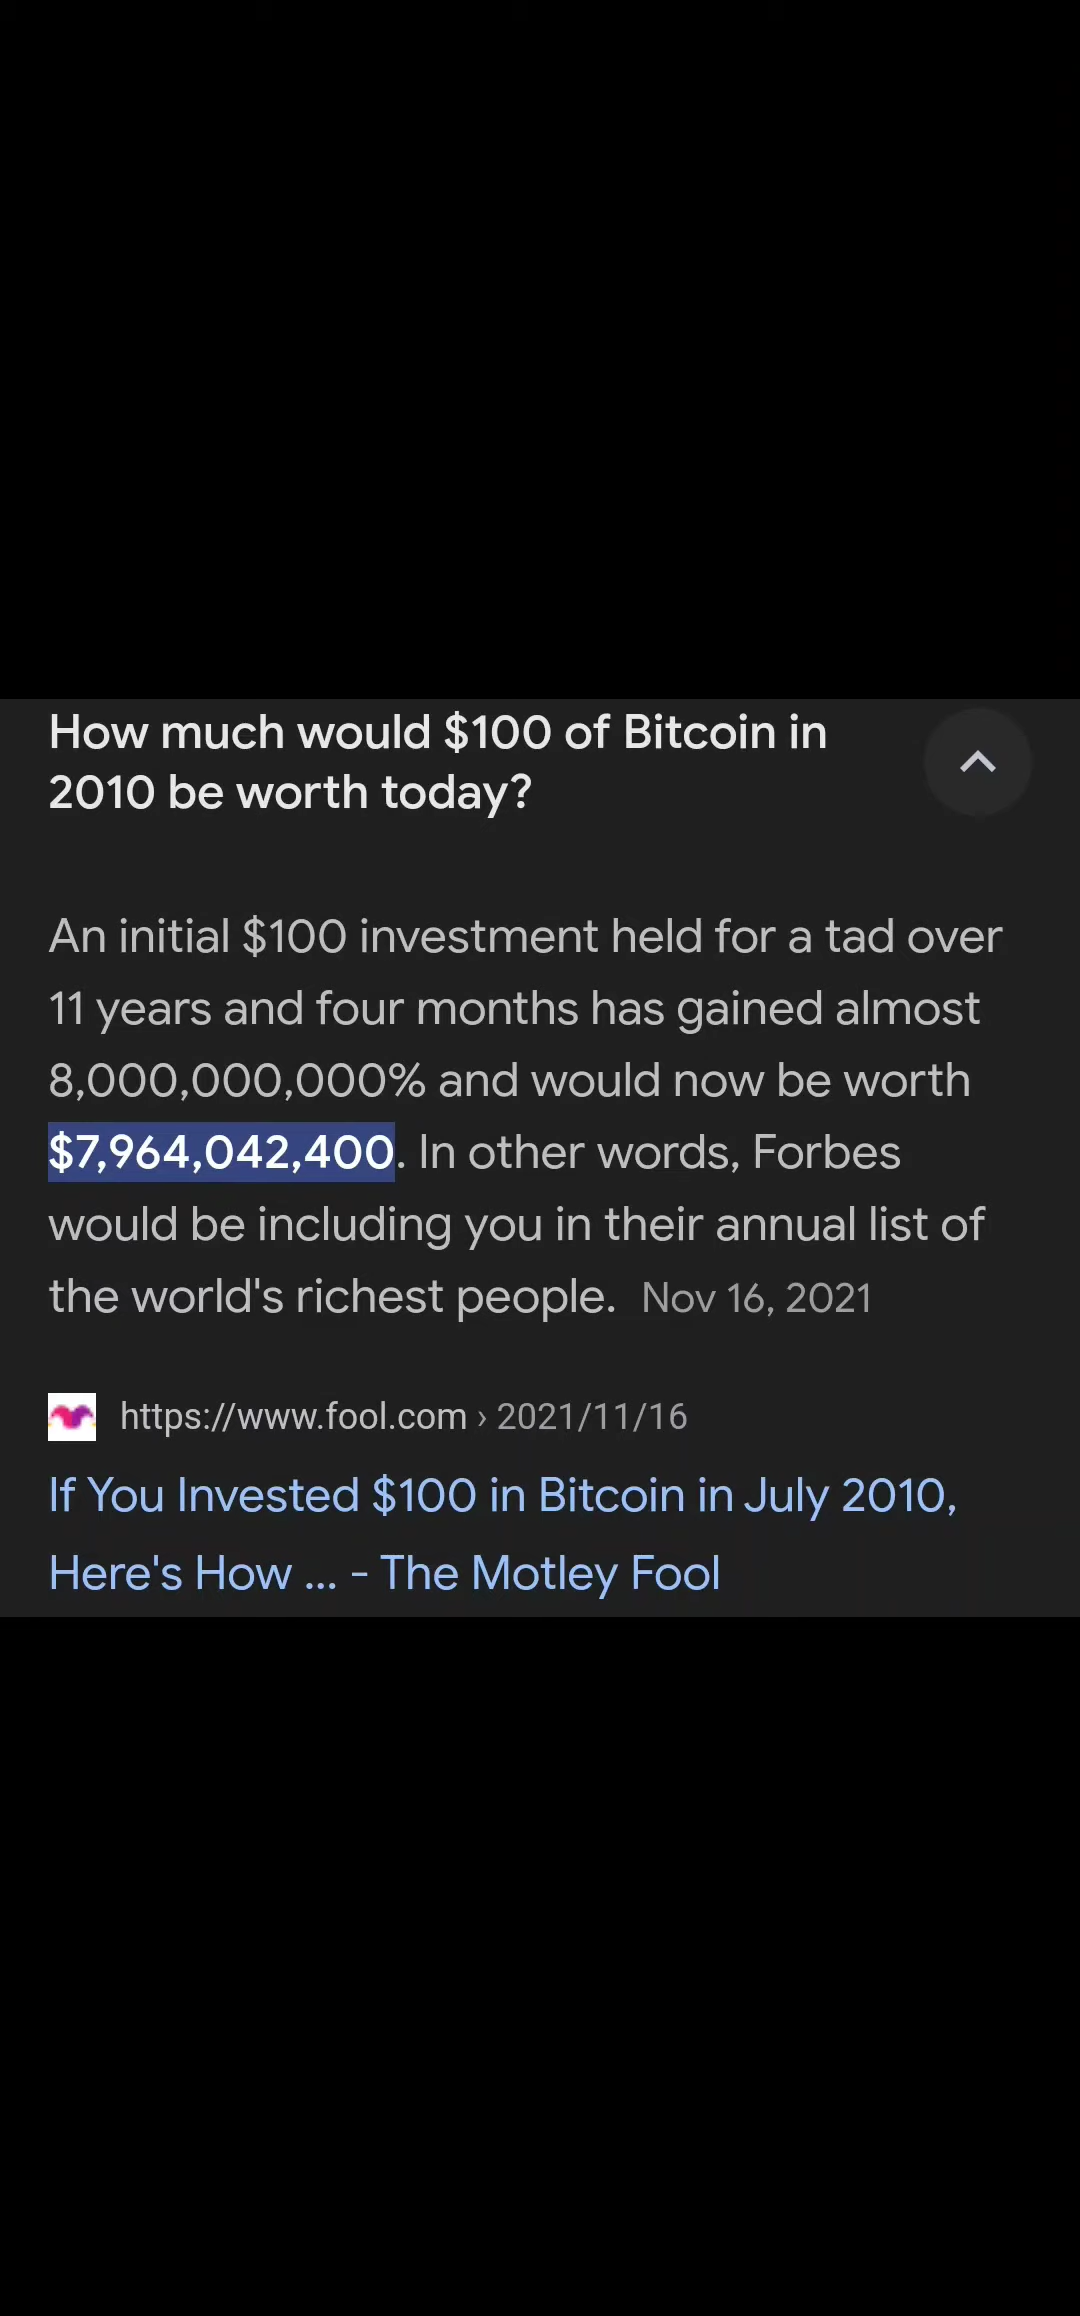 How much would $100 of Bitcoin in
2010 be worth today?
An initial $100 investment held for a tad over
11 years and four months has gained almost
8,000,000,000% and would now be worth
$7,964,042,400. In other words, Forbes
would be including you in their annual list of
the world's richest people. Nov 16, 2021
https://www.fool.com › 2021/11/16
If You Invested $100 in Bitcoin in July 2010,
Here's How ... - The Motley Fool